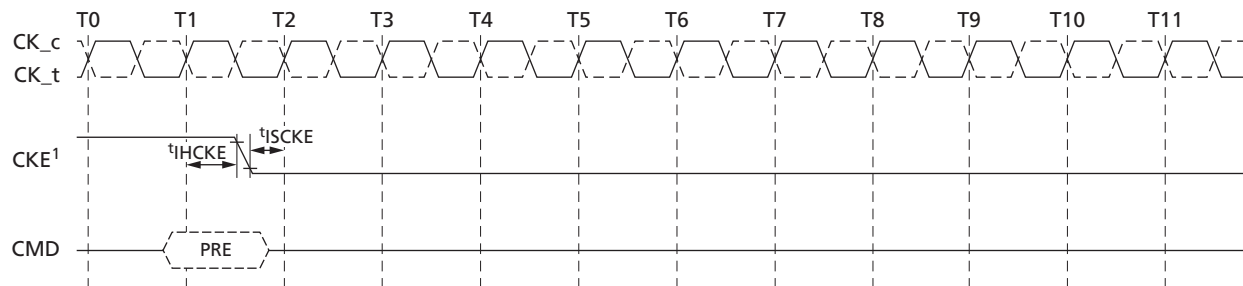 T0 T1 T2 T3 T4 T5 T6 T7 T8 T9 T10 T11
CK_c
CK_t
tISCKE
tIHCKE
CKE1
CMD PRE